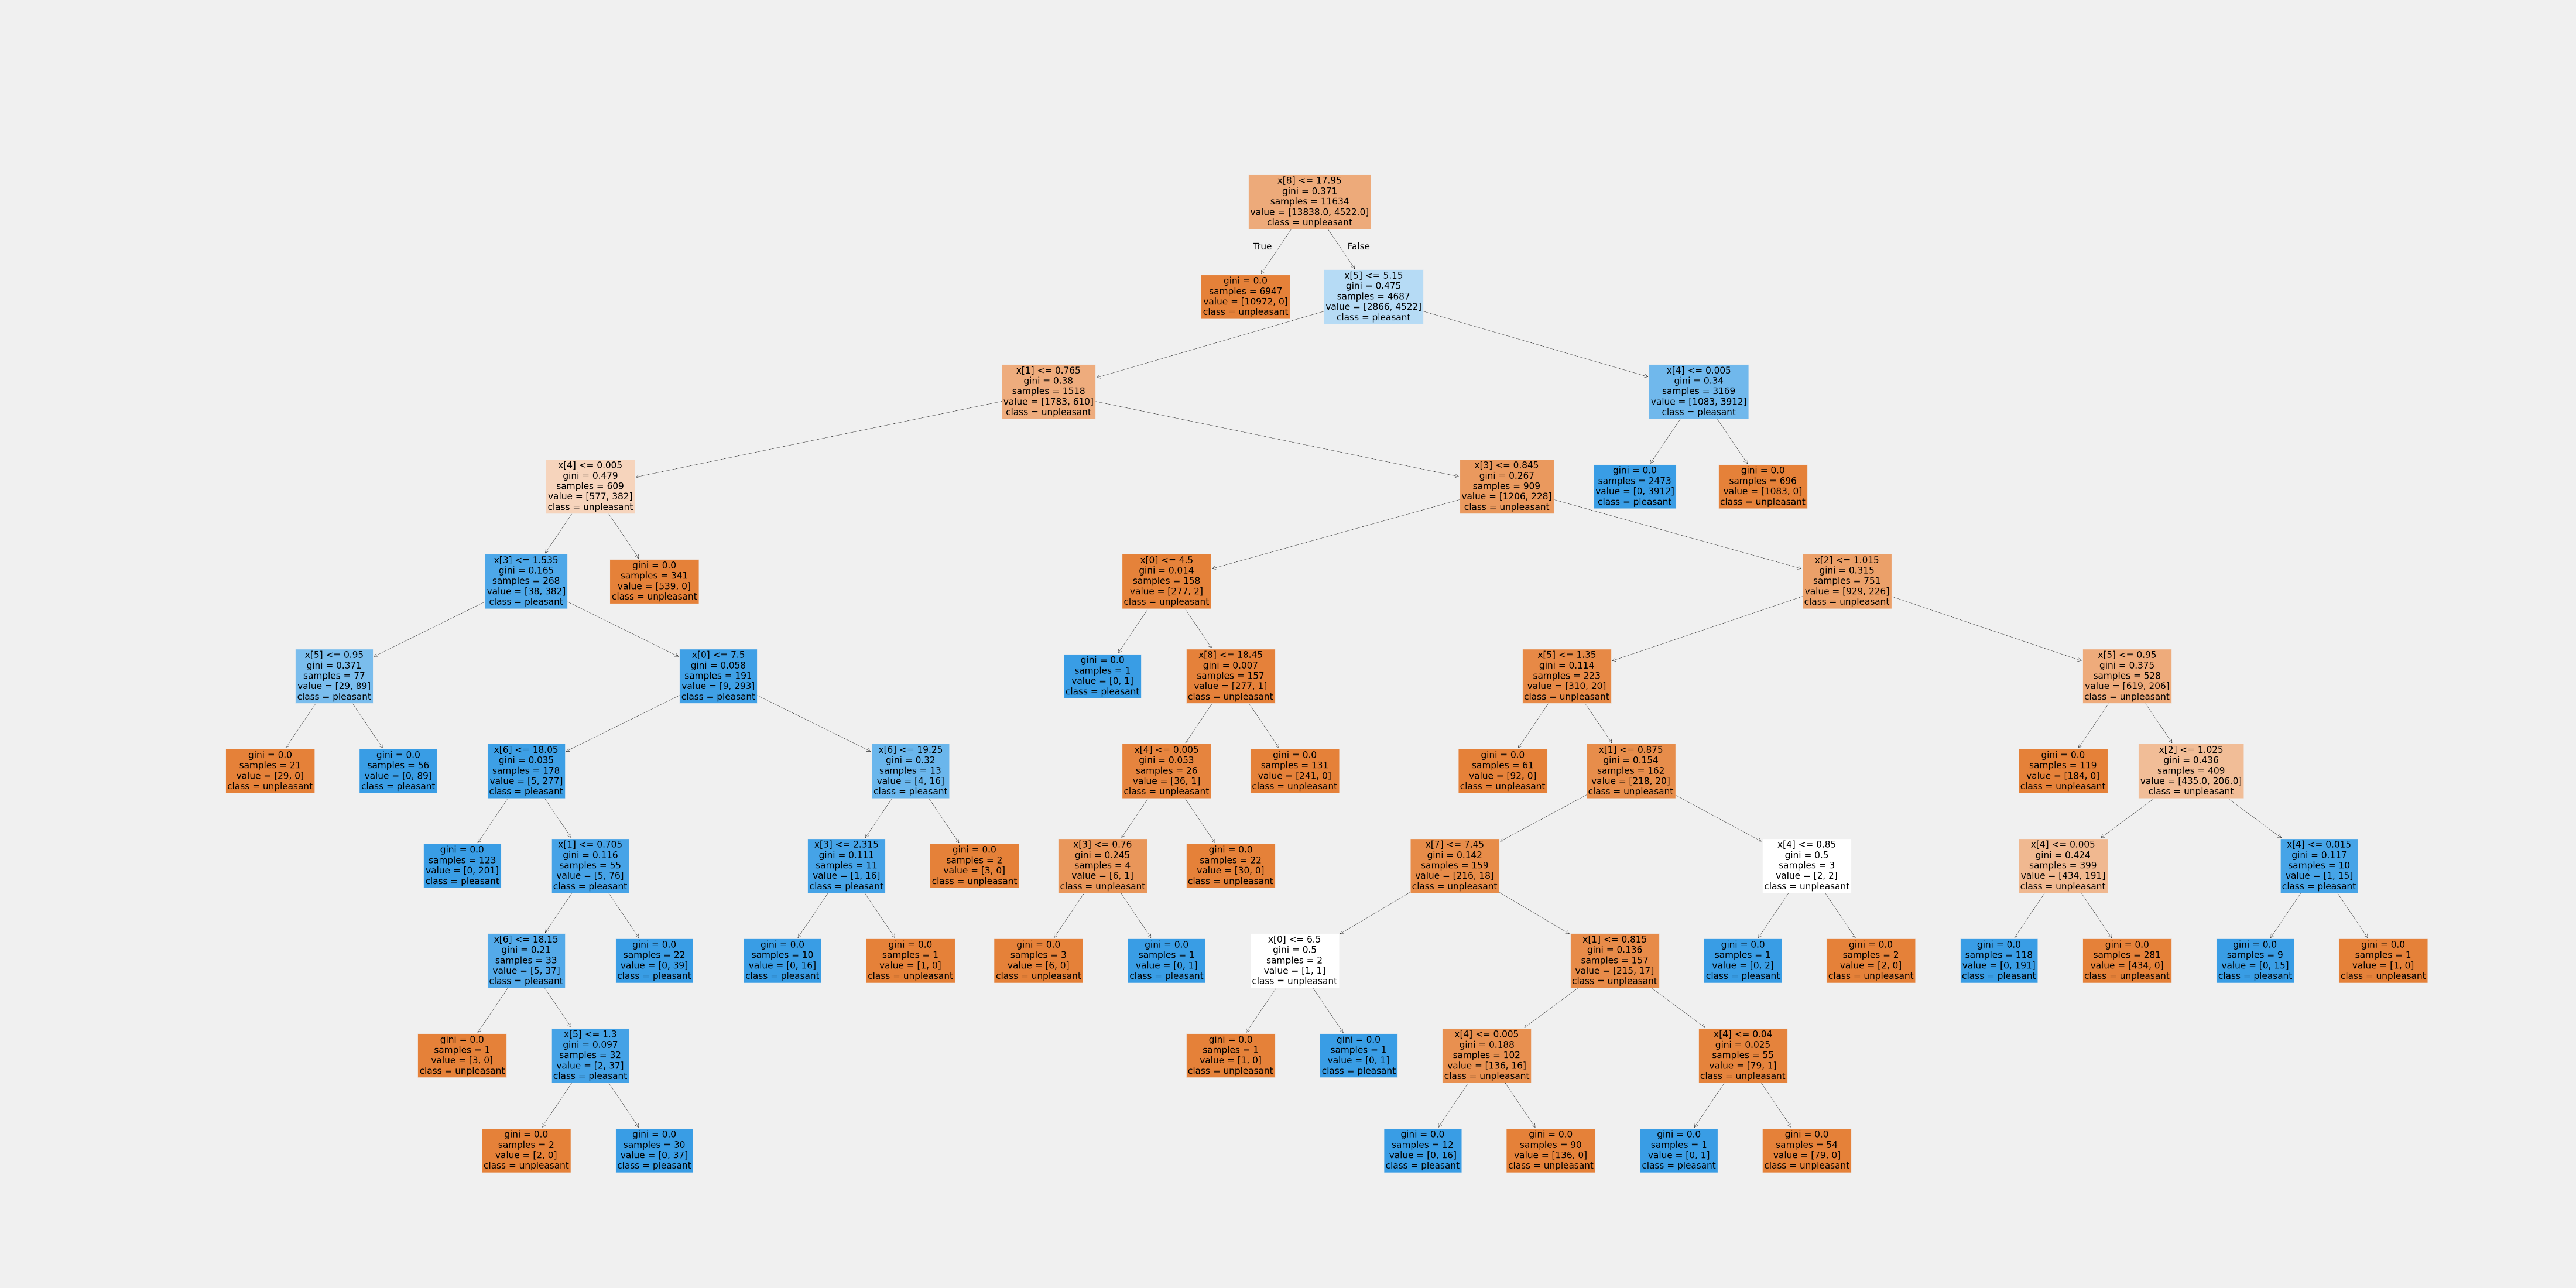 x[8] <= 17.95
gini = 0.371
samples = 11634
value = [13838.0, 4522.0]
class = unpleasant
True
False
gini = 0.0
samples = 6947
value = [10972, 0]
class = unpleasant
x[5] <= 5.15
gini = 0.475
samples = 4687
value = [2866, 4522]
class = pleasant
x[1] <= 0.765
gini = 0.38
samples = 1518
value = [1783, 610]
class = unpleasant
x[4] <= 0.005
gini = 0.34
samples = 3169
value = [1083, 3912]
class = pleasant
x[4] <= 0.005
gini = 0.479
samples = 609
value = [577, 382]
class = unpleasant
x[3] <= 0.845
gini = 0.267
samples = 909
value = [1206, 228]
class = unpleasant
gini = 0.0
samples = 2473
value = [0, 3912]
class = pleasant
gini = 0.0
samples = 696
value = [1083, 0]
class = unpleasant
x[3] <= 1.535
gini = 0.165
samples = 268
value = [38, 382]
class = pleasant
gini = 0.0
samples = 341
value = [539, 0]
class = unpleasant
x[0] <= 4.5
gini = 0.014
samples = 158
value = [277, 2]
class = unpleasant
x[2] <= 1.015
gini = 0.315
samples = 751
value = [929, 226]
class = unpleasant
x[5] <= 0.95
gini = 0.371
samples = 77
value = [29, 89]
class = pleasant
x[0] <= 7.5
gini = 0.058
samples = 191
value = [9, 293]
class = pleasant
gini = 0.0
samples = 1
value = [0, 1]
class = pleasant
x[8] <= 18.45
gini = 0.007
samples = 157
value = [277, 1]
class = unpleasant
x[5] <= 1.35
gini = 0.114
samples = 223
value = [310, 20]
class = unpleasant
x[5] <= 0.95
gini = 0.375
samples = 528
value = [619, 206]
class = unpleasant
gini = 0.0
samples = 21
value = [29, 0]
class = unpleasant
gini = 0.0
samples = 56
value = [0, 89]
class = pleasant
x[6] <= 18.05
gini = 0.035
samples = 178
value = [5, 277]
class = pleasant
x[6] <= 19.25
gini = 0.32
samples = 13
value = [4, 16]
class = pleasant
x[4] <= 0.005
gini = 0.053
samples = 26
value = [36, 1]
class = unpleasant
gini = 0.0
samples = 131
value = [241, 0]
class = unpleasant
gini = 0.0
samples = 61
value = [92, 0]
class = unpleasant
x[1] <= 0.875
gini = 0.154
samples = 162
value = [218, 20]
class = unpleasant
gini = 0.0
samples = 119
value = [184, 0]
class = unpleasant
x[2] <= 1.025
gini = 0.436
samples = 409
value = [435.0, 206.0]
class = unpleasant
gini = 0.0
samples = 123
value = [0, 201]
class = pleasant
x[1] <= 0.705
gini = 0.116
samples = 55
value = [5, 76]
class = pleasant
x[3] <= 2.315
gini = 0.111
samples = 11
value = [1, 16]
class = pleasant
gini = 0.0
samples = 2
value = [3, 0]
class = unpleasant
x[3] <= 0.76
gini = 0.245
samples = 4
value = [6, 1]
class = unpleasant
gini = 0.0
samples = 22
value = [30, 0]
class = unpleasant
x[7] <= 7.45
gini = 0.142
samples = 159
value = [216, 18]
class = unpleasant
x[4] <= 0.85
gini = 0.5
samples = 3
value = [2, 2]
class = unpleasant
x[4] <= 0.005
gini = 0.424
samples = 399
value = [434, 191]
class = unpleasant
x[4] <= 0.015
gini = 0.117
samples = 10
value = [1, 15]
class = pleasant
x[6] <= 18.15
gini = 0.21
samples = 33
value = [5, 37]
class = pleasant
gini = 0.0
samples = 22
value = [0, 39]
class = pleasant
gini = 0.0
samples = 10
value = [0, 16]
class = pleasant
gini = 0.0
samples = 1
value = [1, 0]
class = unpleasant
gini = 0.0
samples = 3
value = [6, 0]
class = unpleasant
gini = 0.0
samples = 1
value = [0, 1]
class = pleasant
x[0] <= 6.5
gini = 0.5
samples = 2
value = [1, 1]
class = unpleasant
x[1] <= 0.815
gini = 0.136
samples = 157
value = [215, 17]
class = unpleasant
gini = 0.0
samples = 1
value = [0, 2]
class = pleasant
gini = 0.0
samples = 2
value = [2, 0]
class = unpleasant
gini = 0.0
samples = 118
value = [0, 191]
class = pleasant
gini = 0.0
samples = 281
value = [434, 0]
class = unpleasant
gini = 0.0
samples = 9
value = [0, 15]
class = pleasant
gini = 0.0
samples = 1
value = [1, 0]
class = unpleasant
gini = 0.0
samples = 1
value = [3, 0]
class = unpleasant
x[5] <= 1.3
gini = 0.097
samples = 32
value = [2, 37]
class = pleasant
gini = 0.0
samples = 1
value = [1, 0]
class = unpleasant
gini = 0.0
samples = 1
value = [0, 1]
class = pleasant
x[4] <= 0.005
gini = 0.188
samples = 102
value = [136, 16]
class = unpleasant
x[4] <= 0.04
gini = 0.025
samples = 55
value = [79, 1]
class = unpleasant
gini = 0.0
samples = 2
value = [2, 0]
class = unpleasant
gini = 0.0
samples = 30
value = [0, 37]
class = pleasant
gini = 0.0
samples = 12
value = [0, 16]
class = pleasant
gini = 0.0
samples = 90
value = [136, 0]
class = unpleasant
gini = 0.0
samples = 1
value = [0, 1]
class = pleasant
gini = 0.0
samples = 54
value = [79, 0]
class = unpleasant